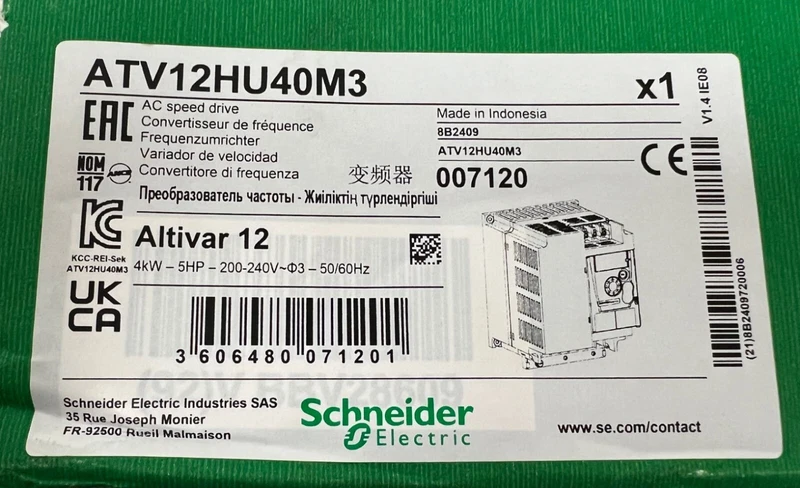 ATV12HU40M3
x1
V1.4 IE08
EAC
AC speed drive
Convertisseur de fréquence
Frequenzumrichter
Variador de velocidad
Convertitore di frequenza
变频器
Преобразователь частоты - Жиіліктің түрлендіргіші
Made in Indonesia
8B2409
ATV12HU40M3
007120
CE
NOM
117
ANCE
KC
KCC-REI-Sek
ATV12HU40M3
UK
CA
Altivar 12
4kW – 5HP – 200-240V~Φ3 – 50/60Hz
3 606480 071201
(21)8B2409720006
Schneider Electric Industries SAS
35 Rue Joseph Monier
FR-92500 Rueil Malmaison
Schneider
Electric
www.se.com/contact